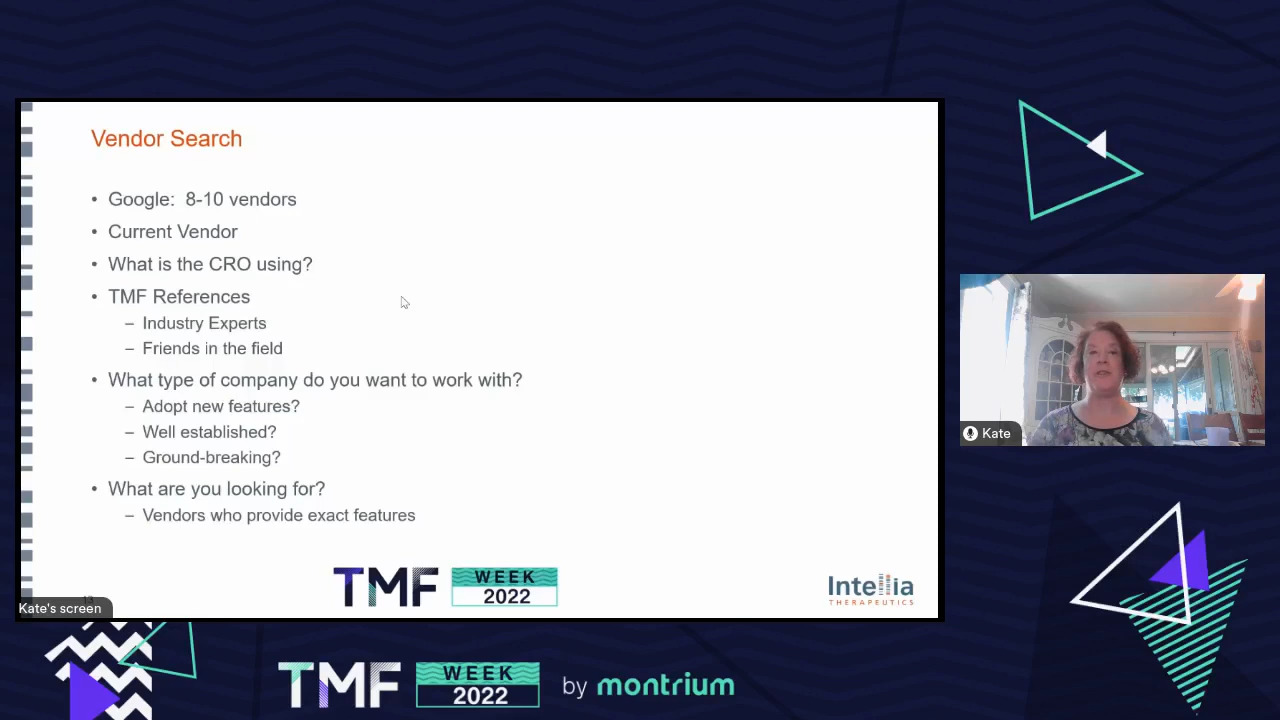 Vendor Search
• Google: 8-10 vendors
• Current Vendor
• What is the CRO using?
• TMF References
– Industry Experts
– Friends in the field
• What type of company do you want to work with?
– Adopt new features?
– Well established?
– Ground-breaking?
• What are you looking for?
– Vendors who provide exact features
TMF WEEK 2022
Intellia
THERAPEUTICS
13
Kate's screen
Kate
TMF WEEK 2022 by montrium